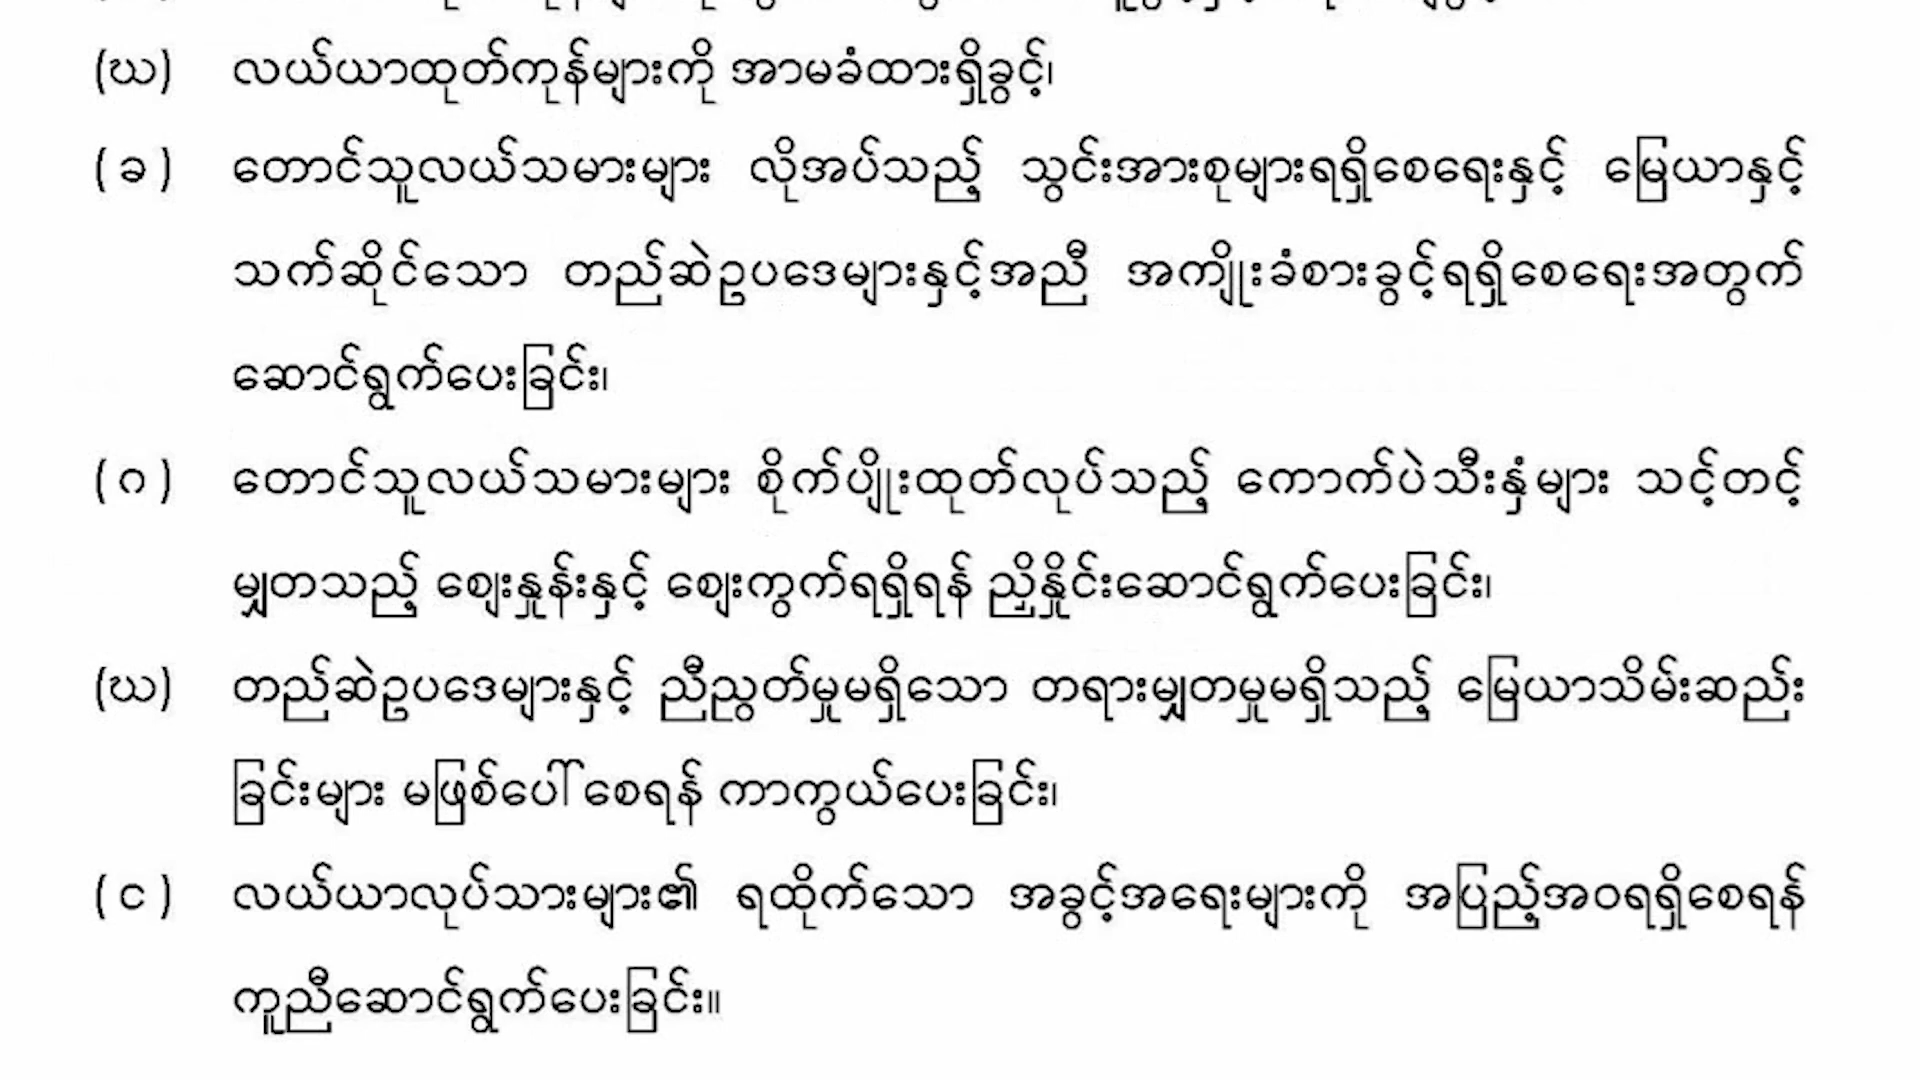 (ဃ) လယ်ယာထုတ်ကုန်များကို အာမခံထားရှိခွင့်၊
( ခ ) တောင်သူလယ်သမားများ လိုအပ်သည့် သွင်းအားစုများရရှိစေရေးနှင့် မြေယာနှင့်
သက်ဆိုင်သော တည်ဆဲဥပဒေများနှင့်အညီ အကျိုးခံစားခွင့်ရရှိစေရေးအတွက်
ဆောင်ရွက်ပေးခြင်း၊
( ဂ ) တောင်သူလယ်သမားများ စိုက်ပျိုးထုတ်လုပ်သည့် ကောက်ပဲသီးနှံများ သင့်တင့်
မျှတသည့် ဈေးနှုန်းနှင့် ဈေးကွက်ရရှိရန် ညှိနှိုင်းဆောင်ရွက်ပေးခြင်း၊
(ဃ) တည်ဆဲဥပဒေများနှင့် ညီညွတ်မှုမရှိသော တရားမျှတမှုမရှိသည့် မြေယာသိမ်းဆည်း
ခြင်းများ မဖြစ်ပေါ်စေရန် ကာကွယ်ပေးခြင်း၊
( င ) လယ်ယာလုပ်သားများ၏ ရထိုက်သော အခွင့်အရေးများကို အပြည့်အဝရရှိစေရန်
ကူညီဆောင်ရွက်ပေးခြင်း။